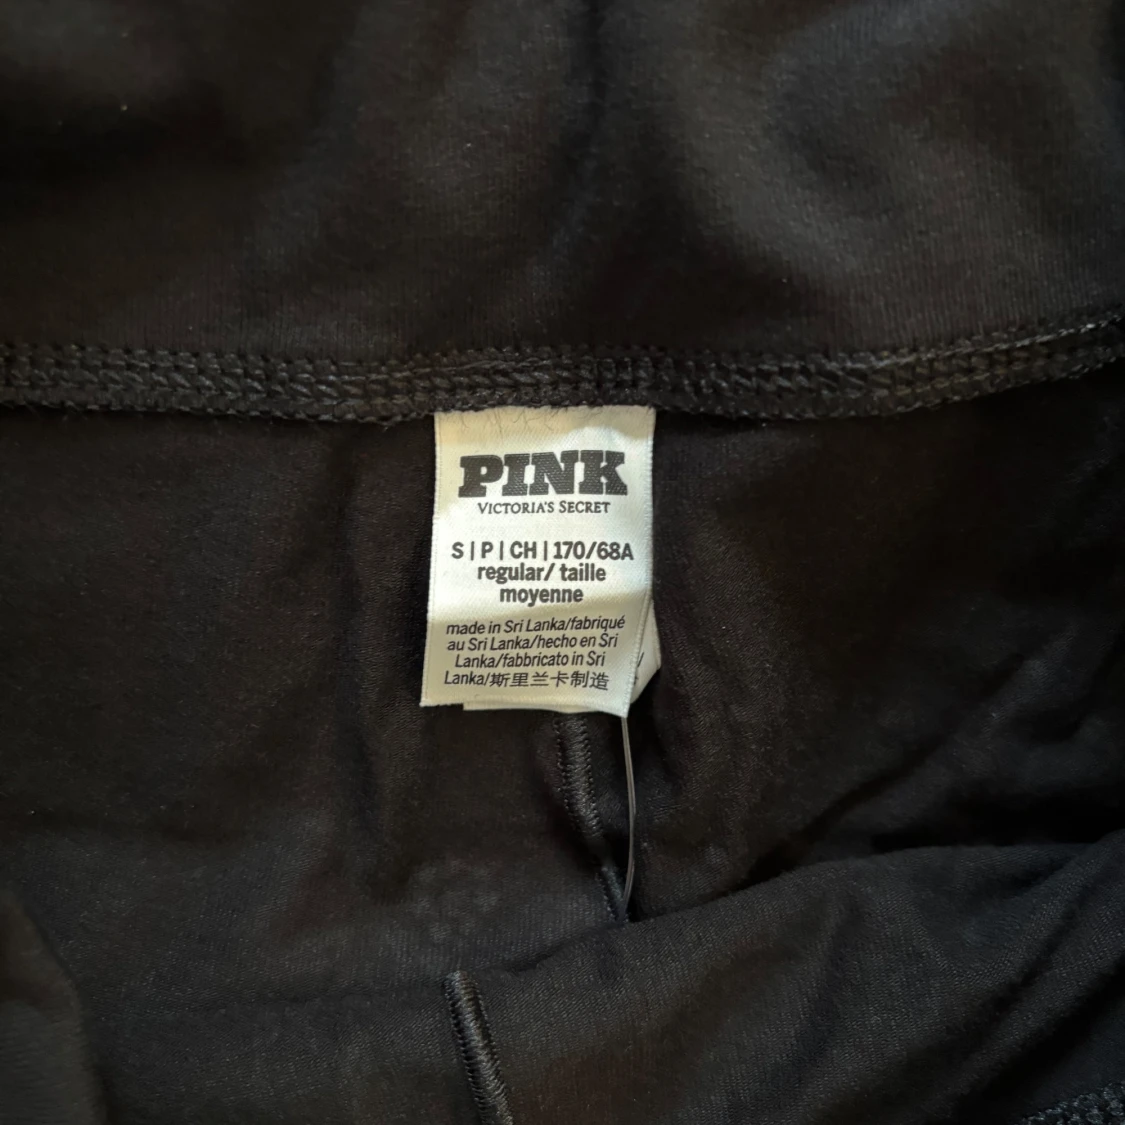 PINK
VICTORIA'S SECRET
S | P | CH | 170/68A
regular/ taille
moyenne
made in Sri Lanka/fabriqué
au Sri Lanka/hecho en Sri
Lanka/fabbricato in Sri
Lanka/斯里兰卡制造